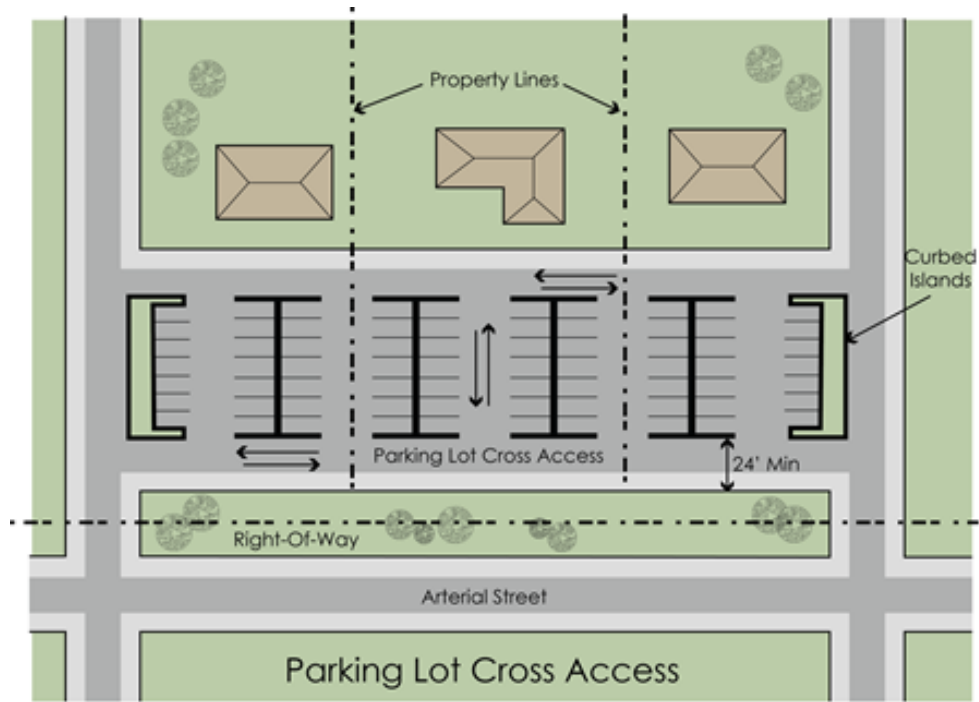 Property Lines
Curbed
Islands
Parking Lot Cross Access
24' Min
Right-Of-Way
Arterial Street
Parking Lot Cross Access